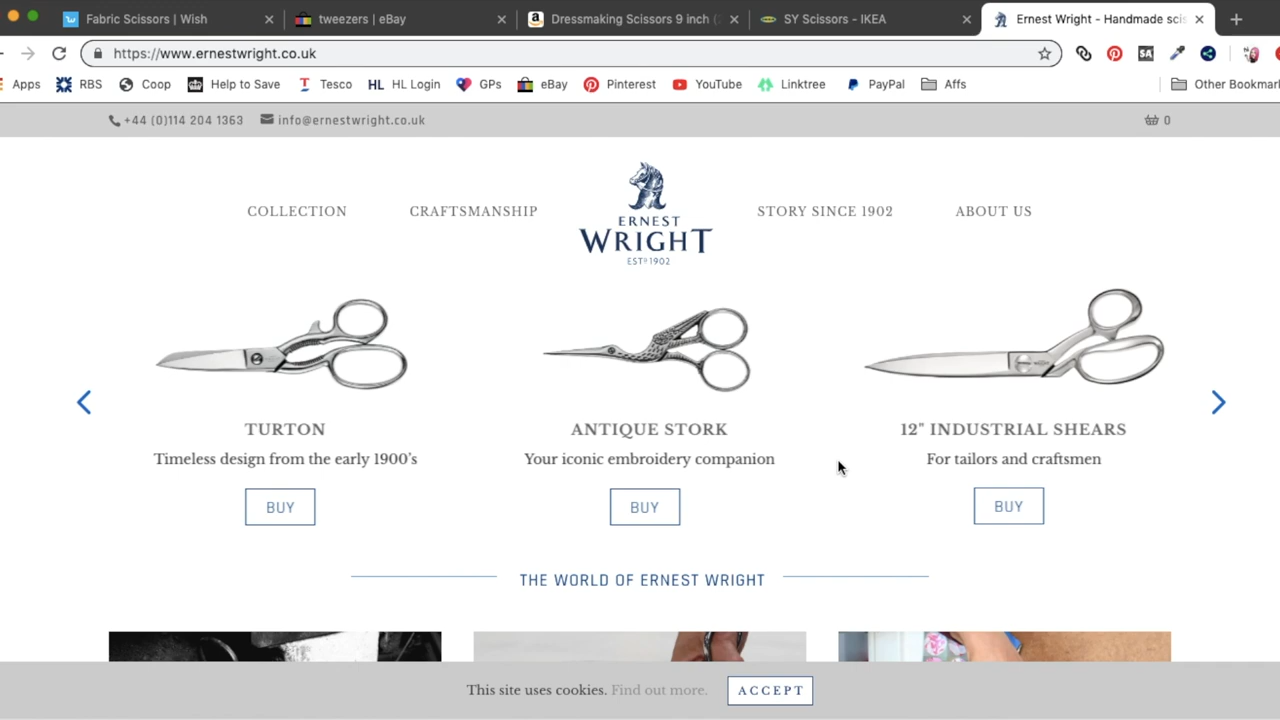 Fabric Scissors | Wish
tweezers | eBay
Dressmaking Scissors 9 inch (
SY Scissors - IKEA
Ernest Wright - Handmade scis
https://www.ernestwright.co.uk
Apps
RBS
Coop
Help to Save
Tesco
HL HL Login
GPs
eBay
Pinterest
YouTube
Linktree
PayPal
Affs
Other Bookmar
+44 (0)114 204 1363
info@ernestwright.co.uk
0
COLLECTION
CRAFTSMANSHIP
ERNEST
WRIGHT
ESTD 1902
STORY SINCE 1902
ABOUT US
TURTON
Timeless design from the early 1900's
BUY
ANTIQUE STORK
Your iconic embroidery companion
BUY
12" INDUSTRIAL SHEARS
For tailors and craftsmen
BUY
THE WORLD OF ERNEST WRIGHT
This site uses cookies. Find out more.
ACCEPT